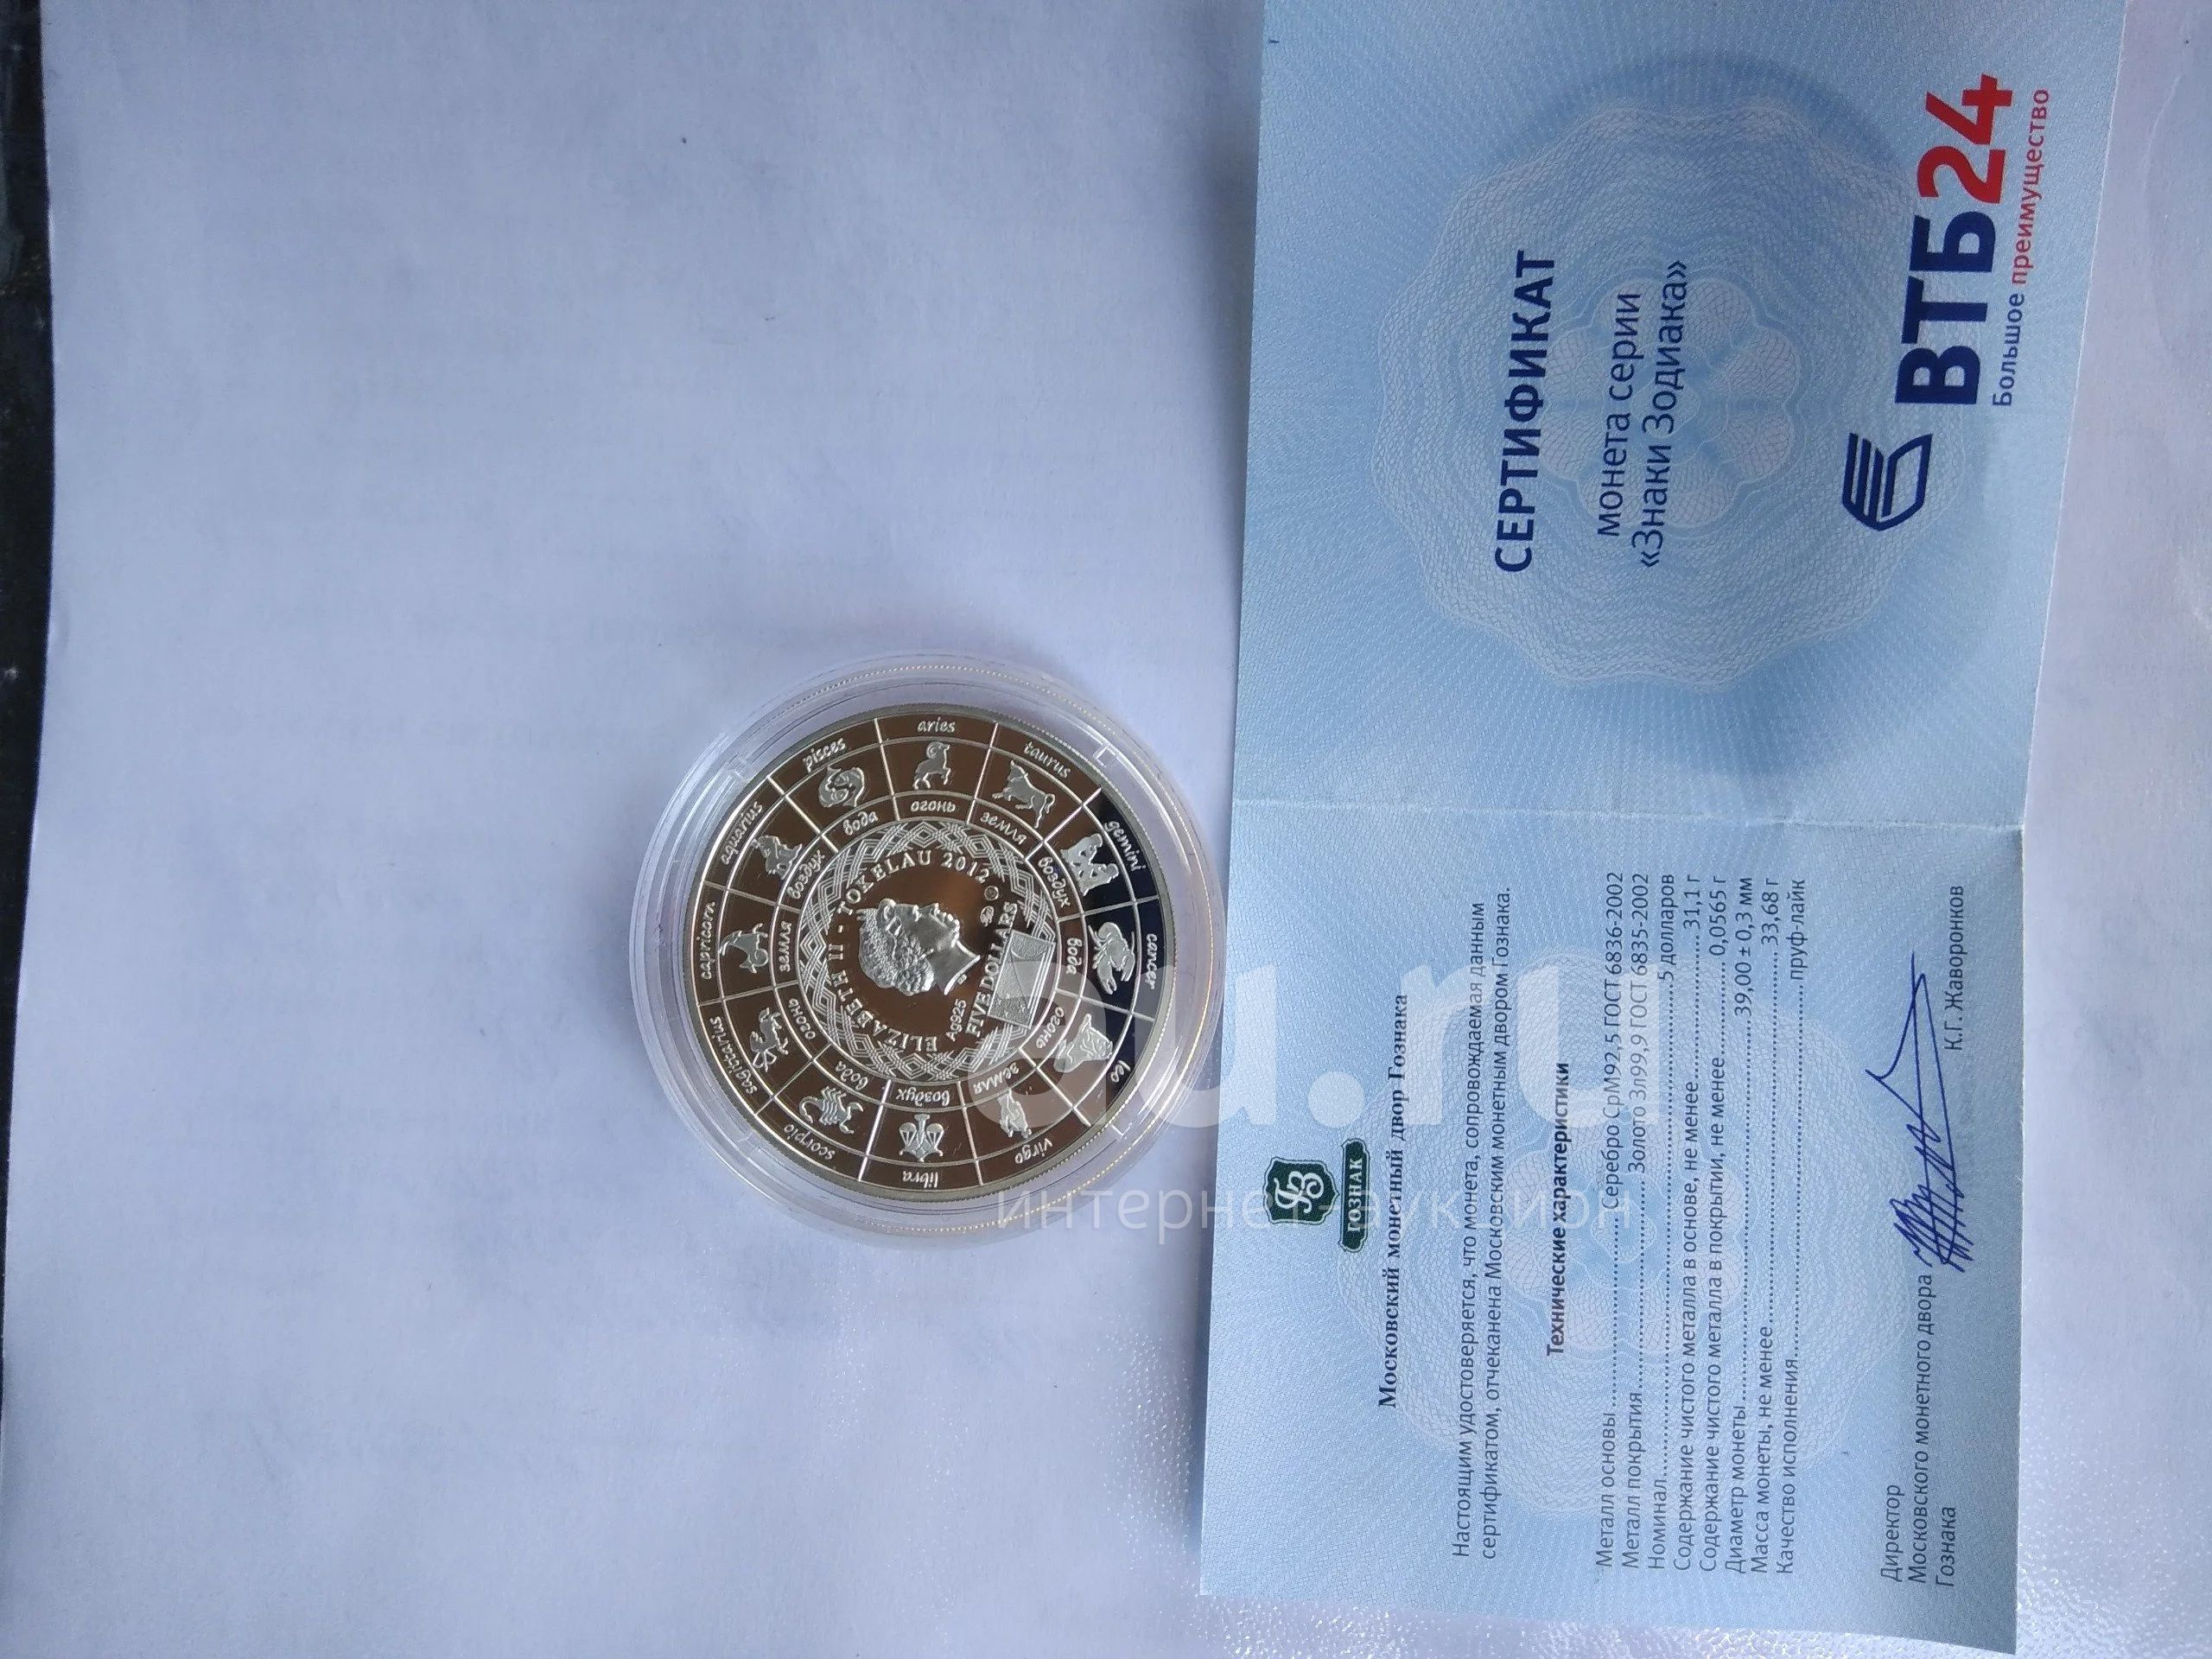 СЕРТИФИКАТ
монета серии
«Знаки Зодиака»
ВТБ24
Большое преимущество
ГЗ
ГОЗНАК
Московский монетный двор Гознака
Настоящим удостоверяется, что монета, сопровождаемая данным
сертификатом, отчеканена Московским монетным двором Гознака.
Технические характеристики
Металл основы.......... Серебро СрМ92,5 ГОСТ 6836-2002
Металл покрытия.......... Золото Зл99,9 ГОСТ 6835-2002
Номинал..........5 долларов
Содержание чистого металла в основе, не менее.......... 31,1 г
Содержание чистого металла в покрытии, не менее.......... 0,0565 г
Диаметр монеты.......... 39,00 ± 0,3 мм
Масса монеты, не менее.......... 33,68 г
Качество исполнения.......... пруф-лайк
Директор
Московского монетного двора
Гознака
К.Г. Жаворонков
ELIZABETH II - TOKELAU 2012
Ag925
FIVE DOLLARS
aries
taurus
gemini
cancer
leo
virgo
libra
scorpio
sagittarius
capricorn
aquarius
pisces
огонь
земля
воздух
вода
огонь
земля
воздух
вода
огонь
земля
воздух
вода
au.ru
интернет-аукцион